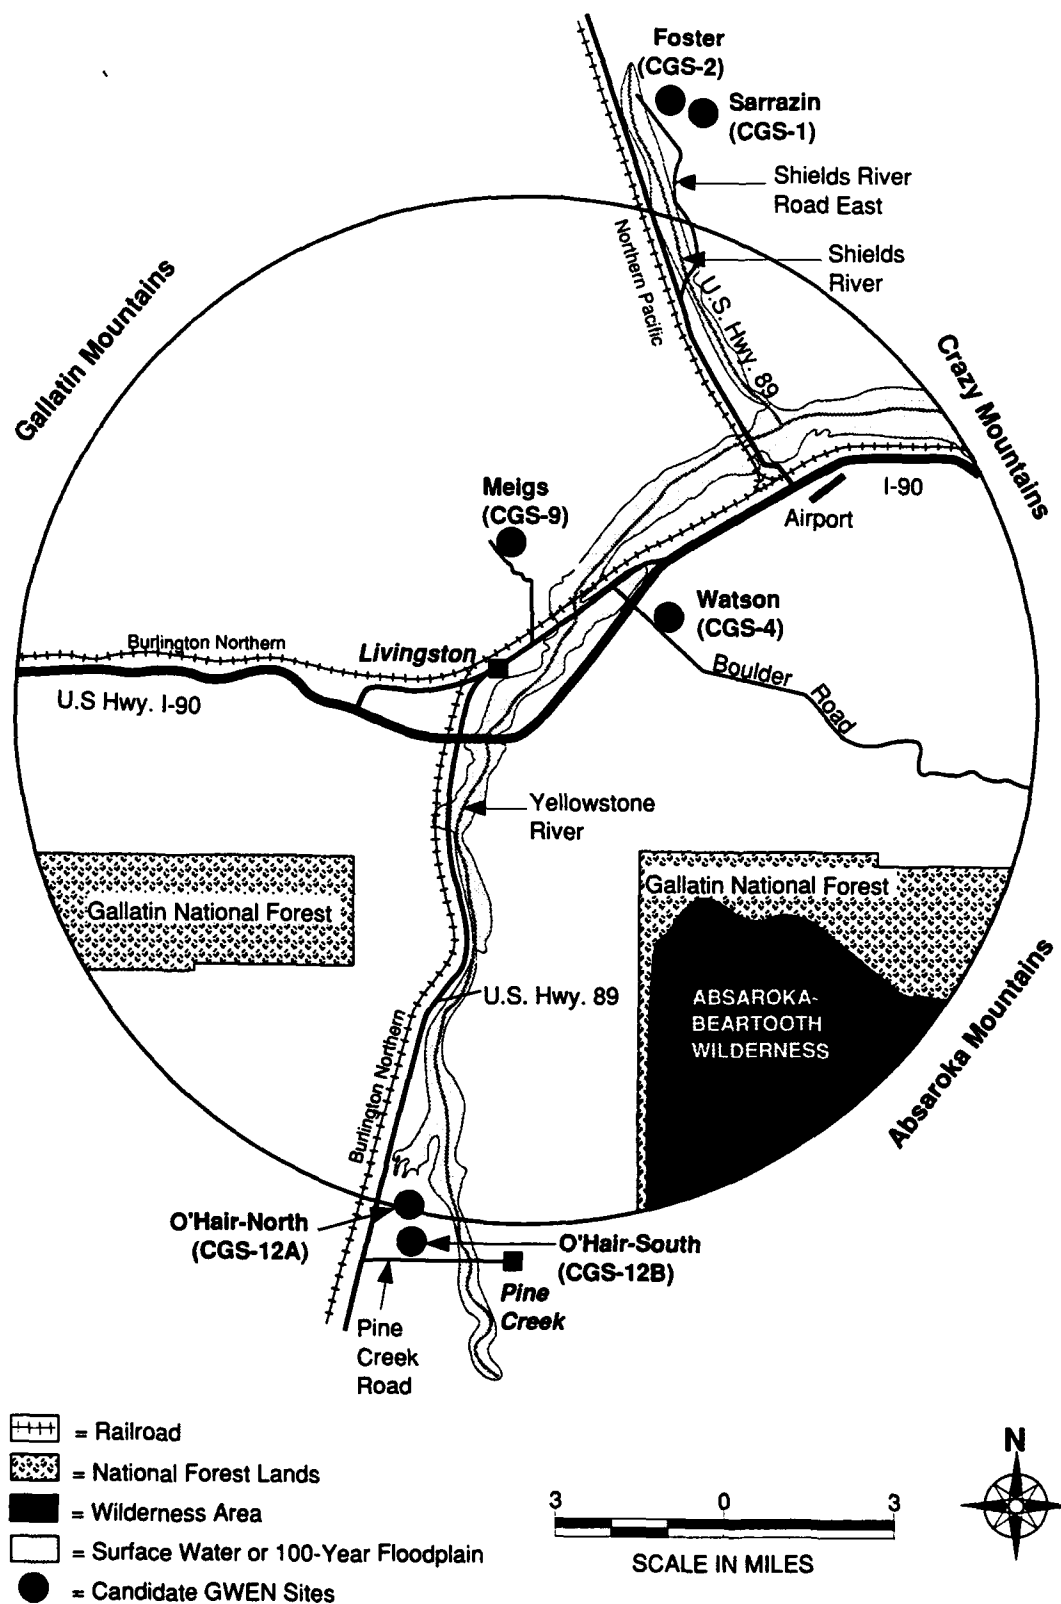 Foster
(CGS-2)
Sarrazin
(CGS-1)
Shields River
Road East
Shields
River
Northern Pacific
U.S. Hwy. 89
Gallatin Mountains
Crazy Mountains
Meigs
(CGS-9)
I-90
Airport
Watson
(CGS-4)
Burlington Northern
Livingston
Boulder
Road
U.S Hwy. I-90
Yellowstone
River
Gallatin National Forest
Gallatin National Forest
U.S. Hwy. 89
ABSAROKA-
BEARTOOTH
WILDERNESS
Absaroka Mountains
Burlington Northern
O'Hair-North
(CGS-12A)
O'Hair-South
(CGS-12B)
Pine
Creek
Pine
Creek
Road
= Railroad
= National Forest Lands
= Wilderness Area
= Surface Water or 100-Year Floodplain
= Candidate GWEN Sites
3 0 3
SCALE IN MILES
N